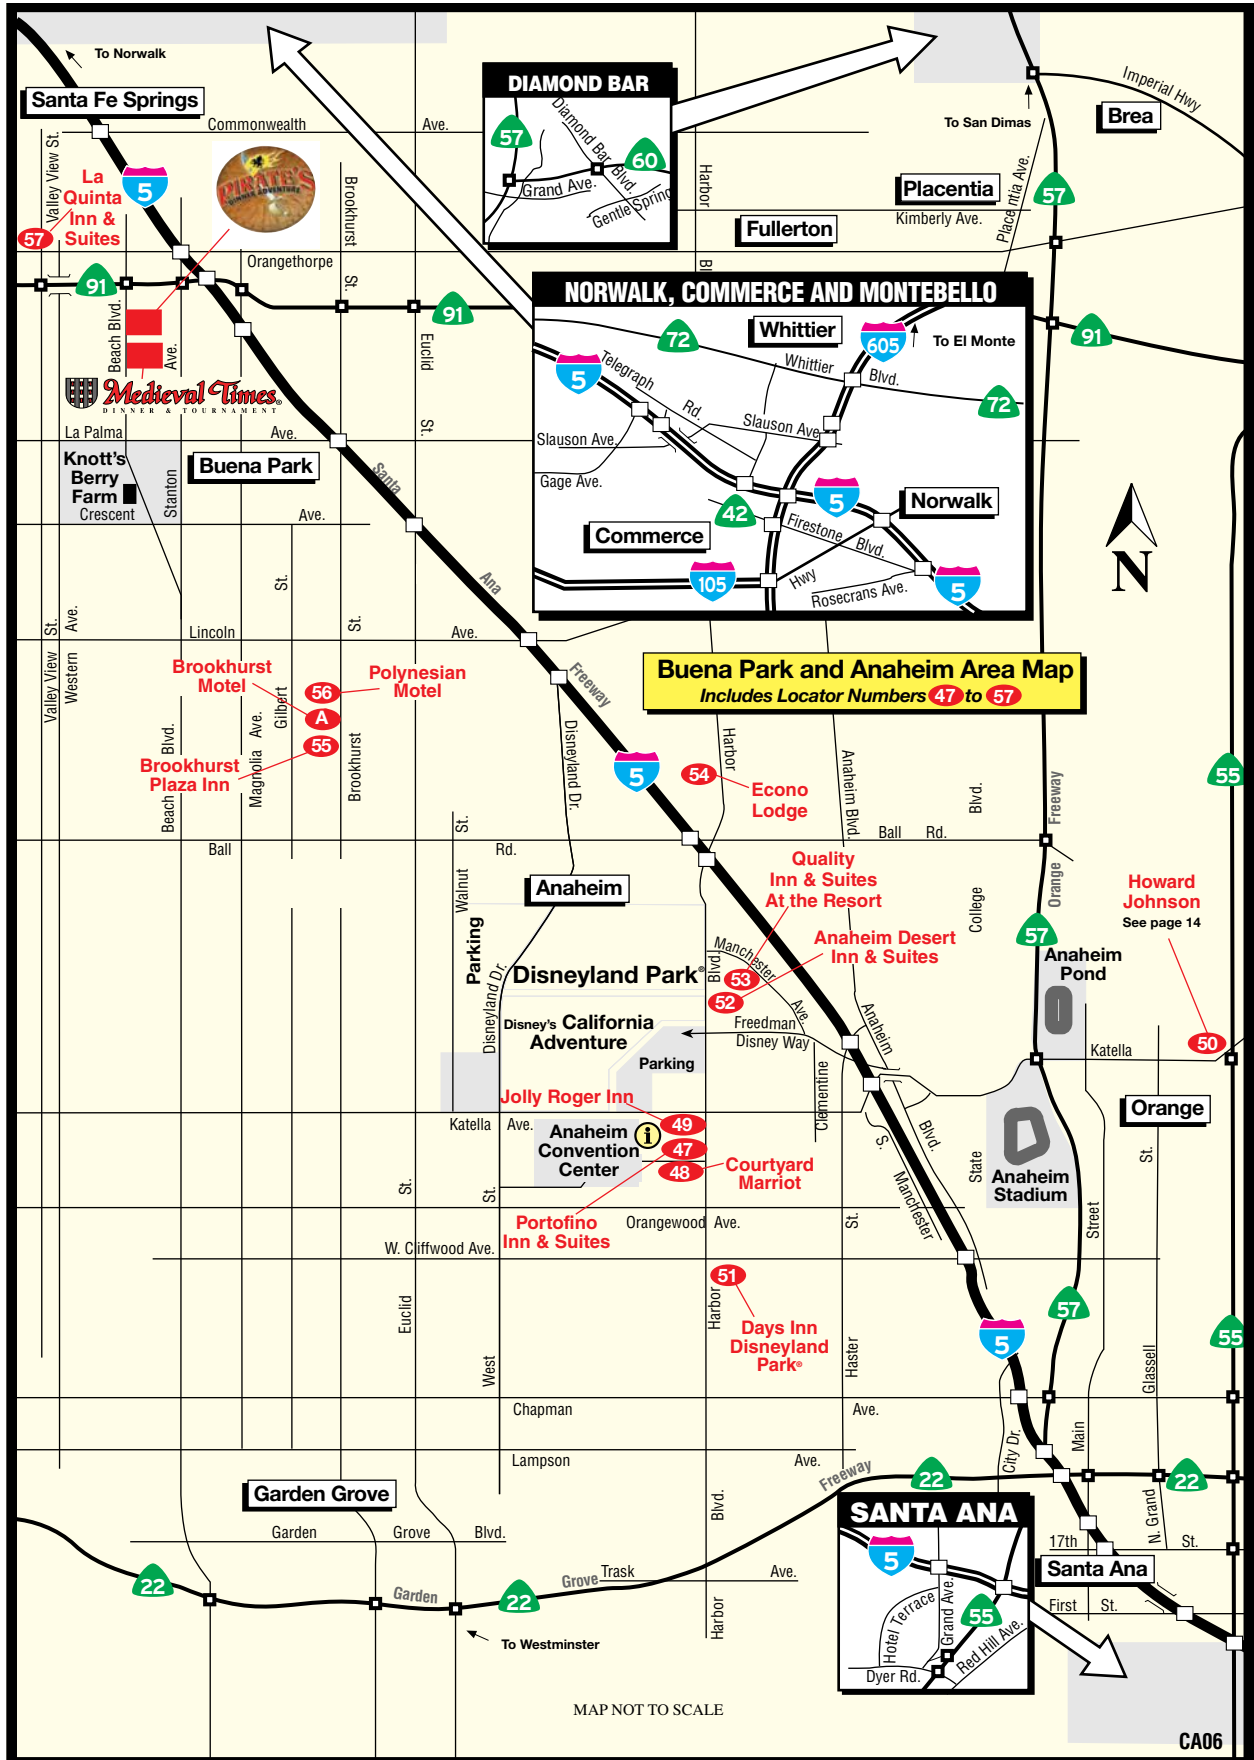 To Norwalk
Santa Fe Springs
Commonwealth
Ave.
DIAMOND BAR
57
Diamond Bar Blvd.
60
Grand Ave.
Gentle Spring
Imperial Hwy
To San Dimas
Brea
Placentia Ave.
Placentia
Kimberly Ave.
57
Fullerton
Harbor
Bl
Valley View St.
La
Quinta
Inn &
Suites
57
5
PIRATE'S
DINNER ADVENTURE
Brookhurst
St.
Orangethorpe
91
91
91
Beach Blvd.
Ave.
Euclid
St.
Medieval Times®
DINNER & TOURNAMENT
NORWALK, COMMERCE AND MONTEBELLO
Whittier
72
605
To El Monte
5
Telegraph
Rd.
Whittier
Blvd.
72
Slauson Ave.
Slauson Ave.
Gage Ave.
42
5
Norwalk
Commerce
Firestone
Blvd.
105
Hwy
Rosecrans Ave.
5
La Palma
Ave.
Knott's
Berry
Farm
Crescent
Ave.
Stanton
Buena Park
Santa
Ana
Freeway
N
St.
Ave.
St.
St.
Lincoln
Ave.
Valley View
Western
Brookhurst
Motel
Polynesian
Motel
56
A
55
Brookhurst
Plaza Inn
Gilbert
Ave.
Magnolia
Blvd.
Beach
Brookhurst
Buena Park and Anaheim Area Map
Includes Locator Numbers 47 to 57
Disneyland Dr.
5
Harbor
54
Econo
Lodge
Anaheim Blvd.
Blvd.
Freeway
55
Ball
Rd.
Ball
Rd.
St.
Walnut
Anaheim
Quality
Inn & Suites
At the Resort
College
Orange
Howard
Johnson
See page 14
Parking
Disneyland Dr.
Disneyland Park®
Blvd.
Manchester
Ave.
53
52
Anaheim Desert
Inn & Suites
57
Anaheim
Pond
Disney's California
Adventure
Freedman
Disney Way
Anaheim
50
Katella
Parking
Clementine
Jolly Roger Inn
Orange
Katella
Ave.
49
47
48
Anaheim
Convention
Center
i
Courtyard
Marriot
S.
Manchester
Blvd.
State
Anaheim
Stadium
St.
Street
St.
St.
Portofino
Inn & Suites
Orangewood
Ave.
St.
W. Cliffwood Ave.
51
Harbor
Days Inn
Disneyland
Park®
57
5
55
Euclid
West
Haster
Glassell
Chapman
Ave.
Main
City Dr.
Lampson
Ave.
Freeway
22
22
Garden Grove
Blvd.
SANTA ANA
N. Grand
Garden
Grove
Blvd.
5
17th
St.
Santa Ana
22
Garden
22
Grove
Trask
Ave.
Hotel Terrace
Grand Ave.
55
First
St.
Harbor
To Westminster
Red Hill Ave.
Dyer Rd.
MAP NOT TO SCALE
CA06